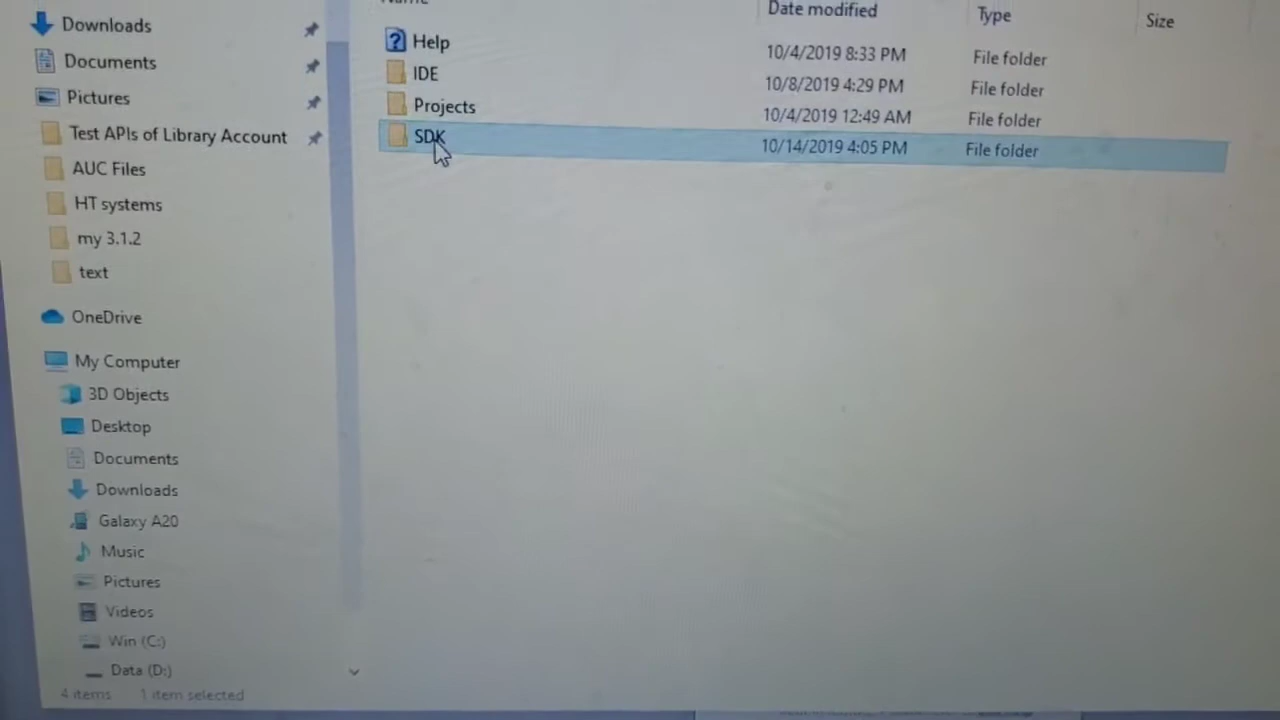 Name Date modified Type Size
Help 10/4/2019 8:33 PM File folder
IDE 10/8/2019 4:29 PM File folder
Projects 10/4/2019 12:49 AM File folder
SDK 10/14/2019 4:05 PM File folder
Downloads
Documents
Pictures
Test APIs of Library Account
AUC Files
HT systems
my 3.1.2
text
OneDrive
My Computer
3D Objects
Desktop
Documents
Downloads
Galaxy A20
Music
Pictures
Videos
Win (C:)
Data (D:)
4 items 1 item selected